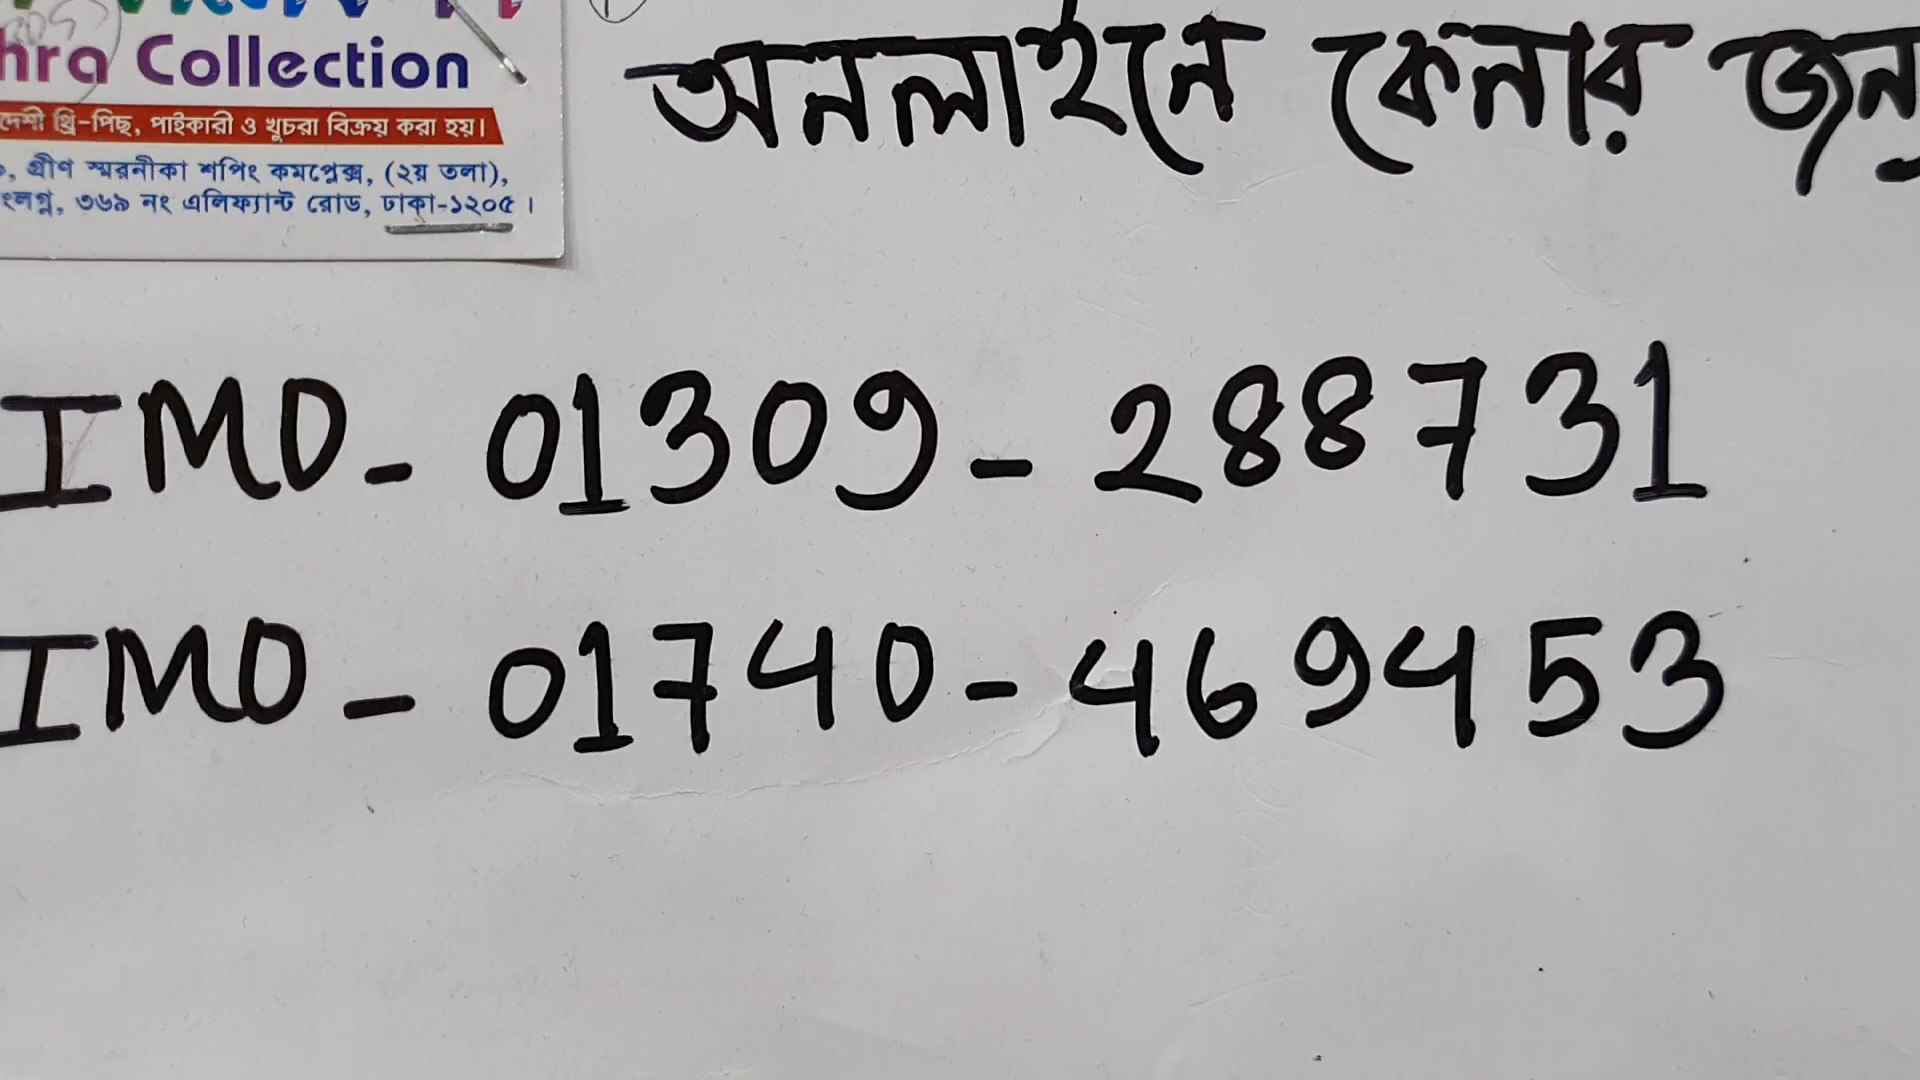 Collection
থ্রি-পিছ, পাইকারী ও খুচরা বিক্রয় করা হয়।
গ্রীণ স্মরনীকা শপিং কমপ্লেক্স, (২য় তলা),
৩৬৯ নং এলিফ্যান্ট রোড, ঢাকা-১২০৫ ।
অনলাইনে কেনার জন্য
IMO- 01309-288731
IMO- 01740-469453